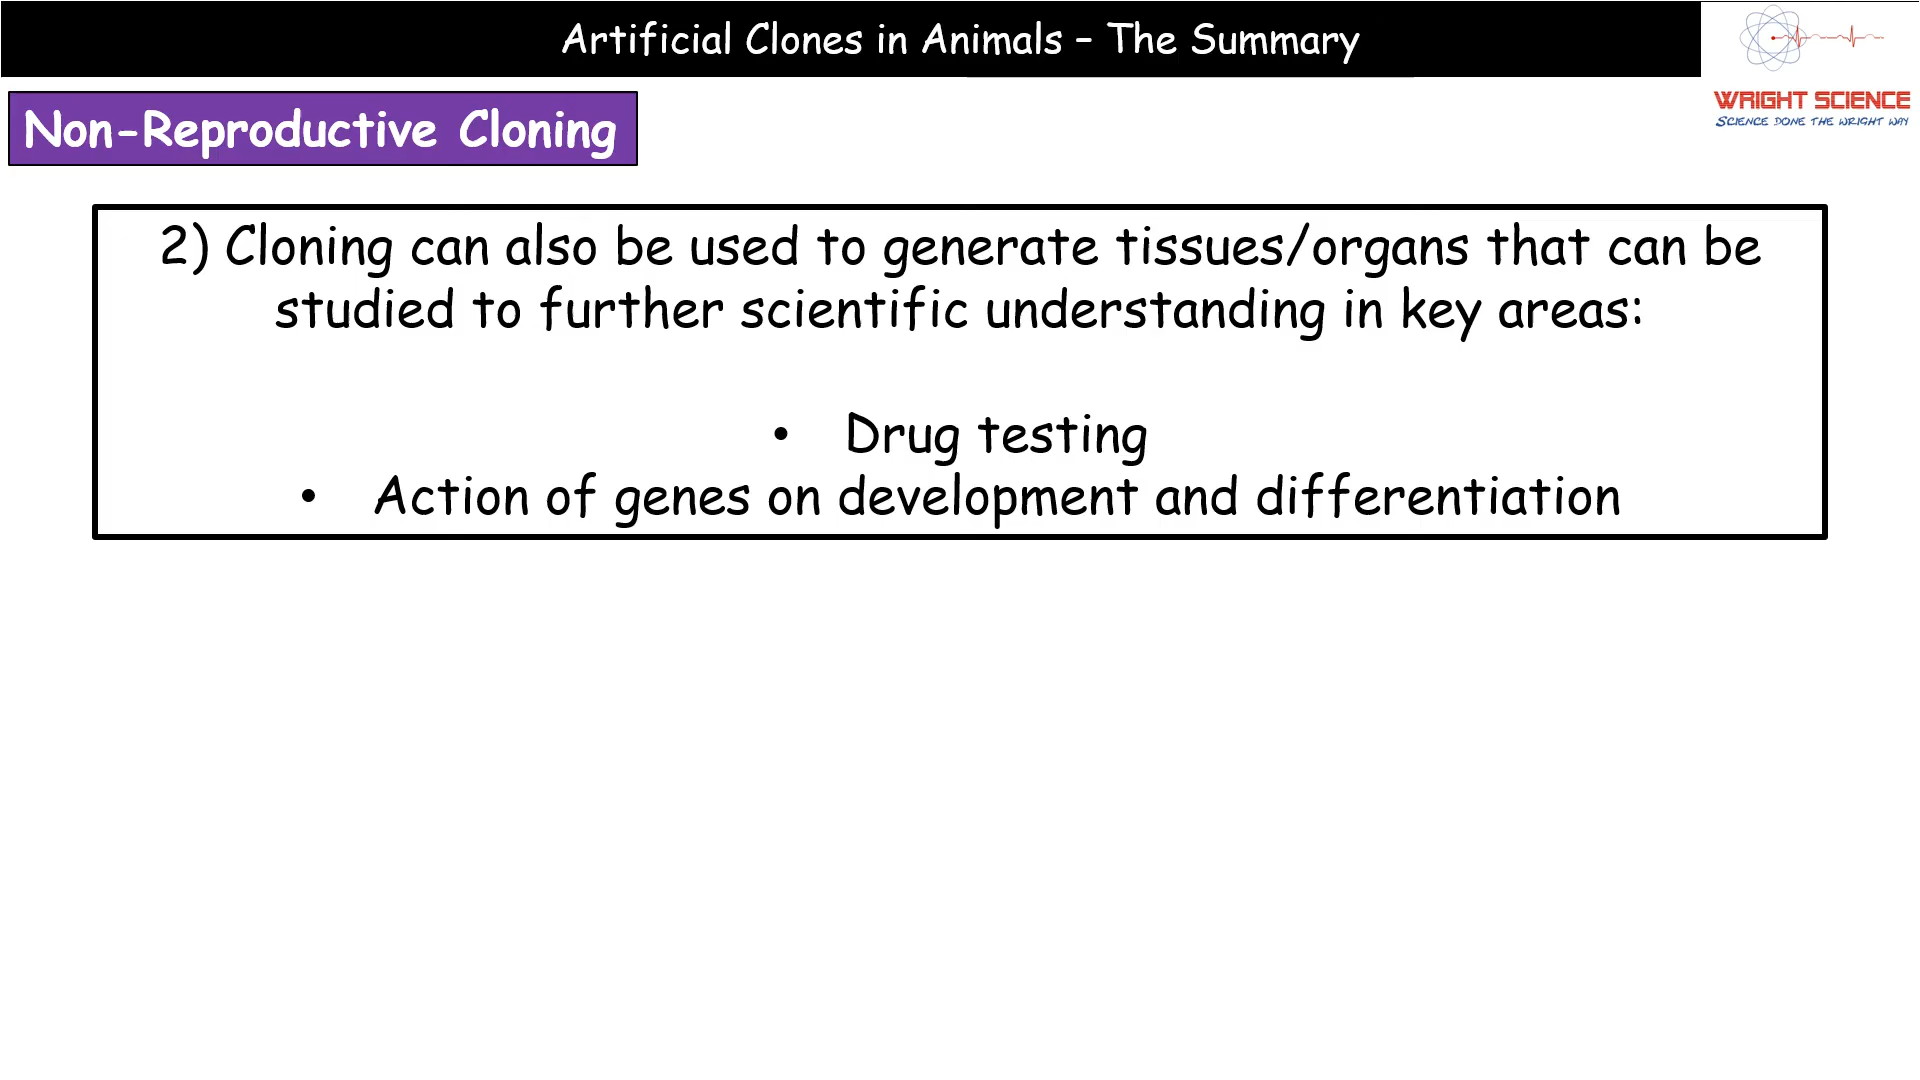 Artificial Clones in Animals – The Summary
WRIGHT SCIENCE
SCIENCE DONE THE WRIGHT WAY
Non-Reproductive Cloning
2) Cloning can also be used to generate tissues/organs that can be
studied to further scientific understanding in key areas:
• Drug testing
• Action of genes on development and differentiation